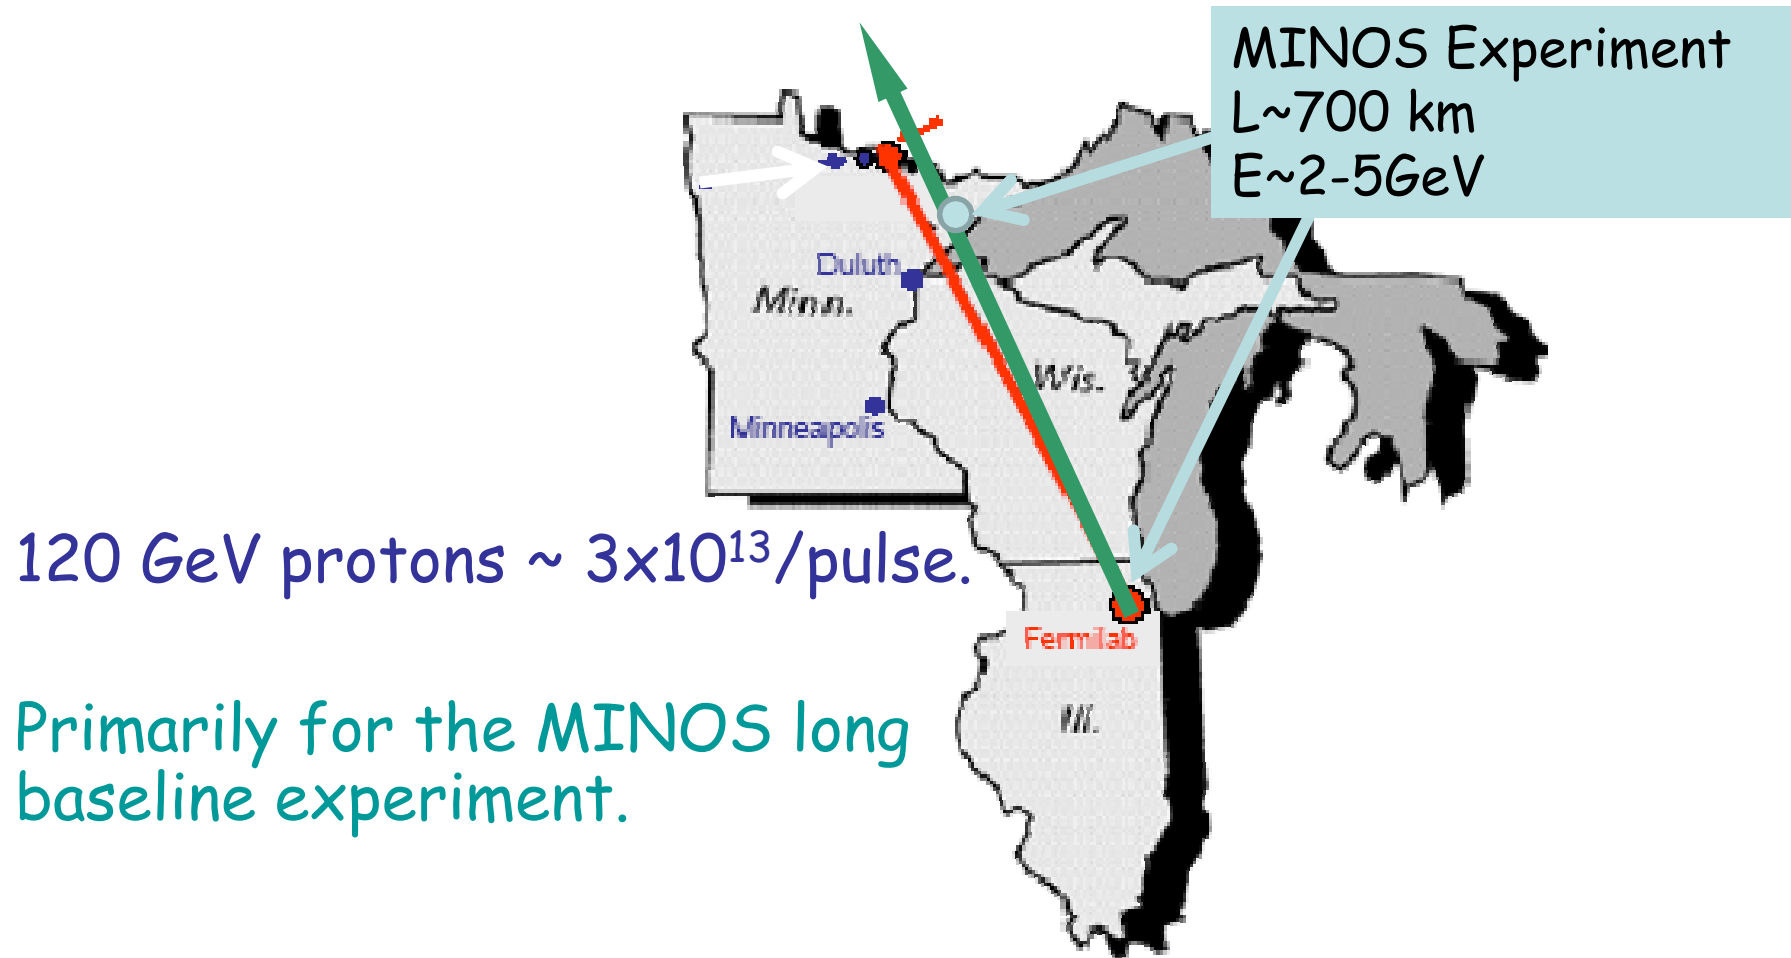 MINOS Experiment
L~700 km
E~2-5GeV
Duluth
Minn.
Wis.
Minneapolis
120 GeV protons ~ 3x10¹³/pulse.
Fermilab
Primarily for the MINOS long
baseline experiment.
Ill.